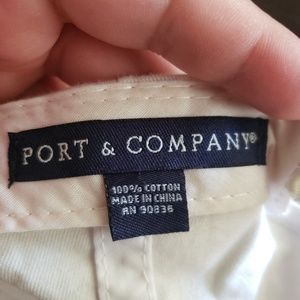 PORT & COMPANY®
100% COTTON
MADE IN CHINA
RN 90836